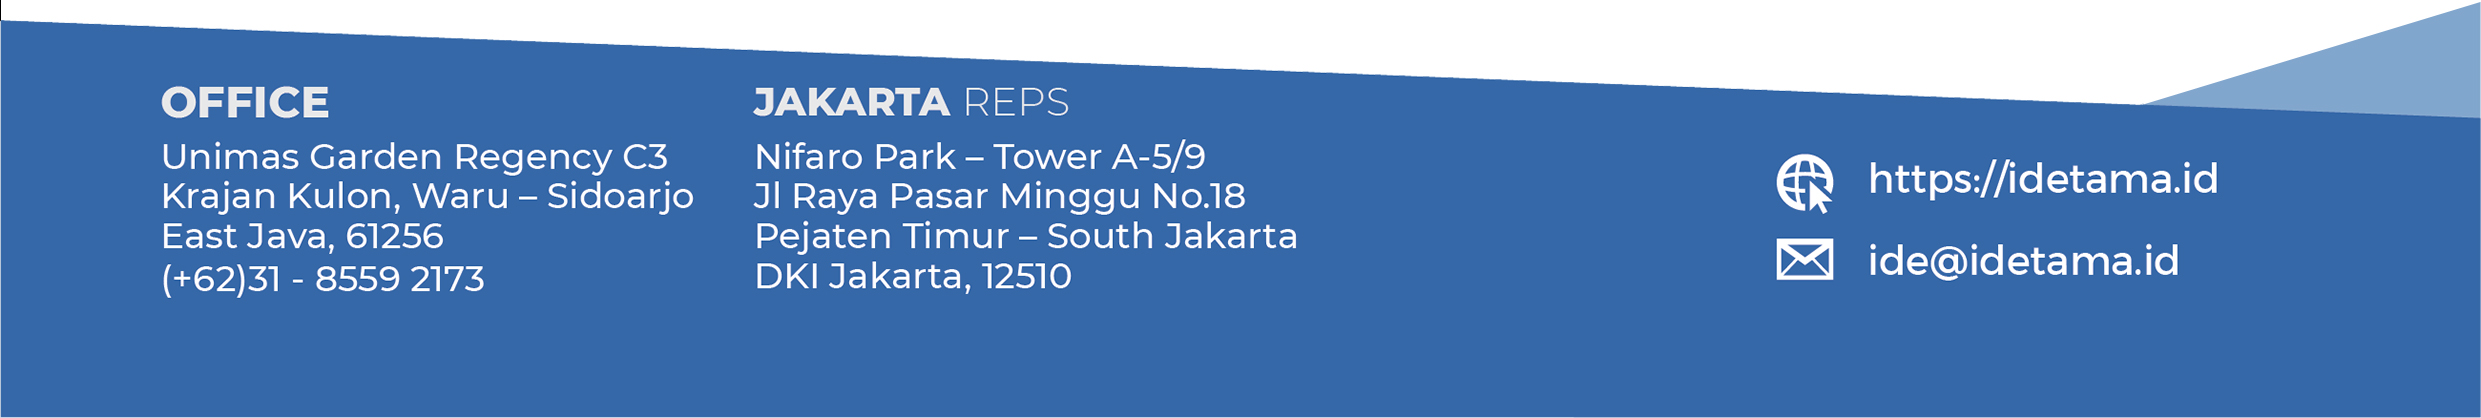 OFFICE
Unimas Garden Regency C3
Krajan Kulon, Waru – Sidoarjo
East Java, 61256
(+62)31 - 8559 2173
JAKARTA REPS
Nifaro Park – Tower A-5/9
Jl Raya Pasar Minggu No.18
Pejaten Timur – South Jakarta
DKI Jakarta, 12510
https://idetama.id
ide@idetama.id